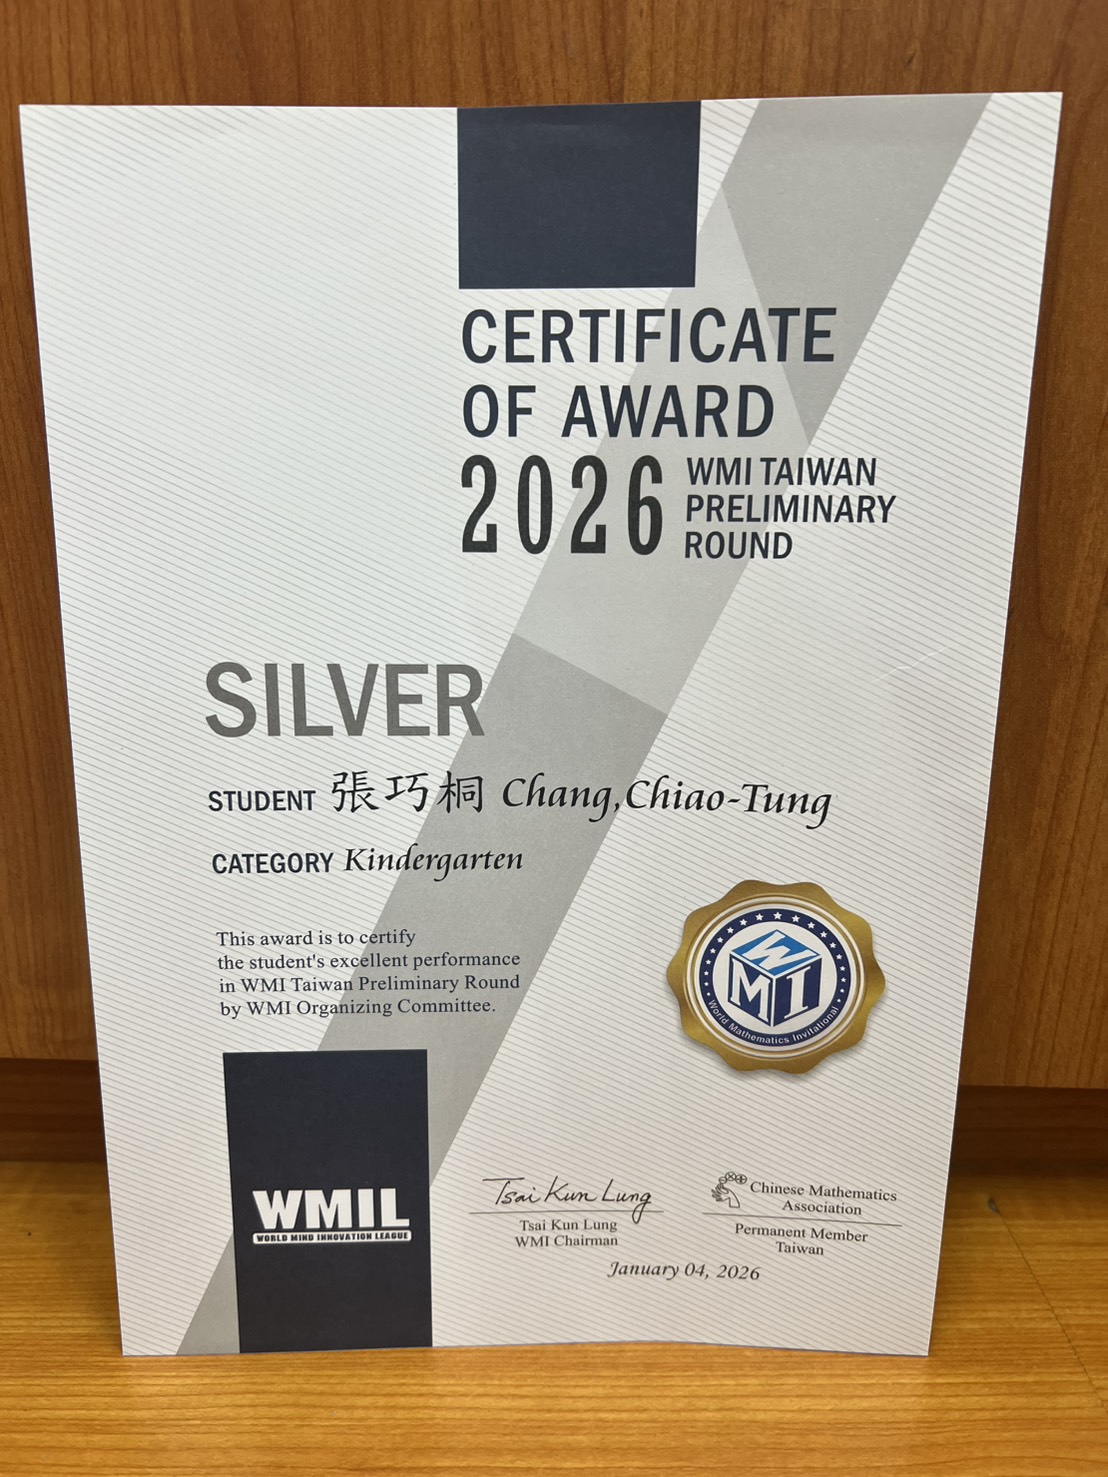 CERTIFICATE
OF AWARD
2026 WMI TAIWAN
PRELIMINARY
ROUND
SILVER
STUDENT 張巧桐 Chang,Chiao-Tung
CATEGORY Kindergarten
This award is to certify
the student's excellent performance
in WMI Taiwan Preliminary Round
by WMI Organizing Committee.
WMI
World Mathematics Invitational
WMIL
WORLD MIND INNOVATION LEAGUE
Tsai Kun Lung
Tsai Kun Lung
WMI Chairman
Chinese Mathematics
Association
Permanent Member
Taiwan
January 04, 2026